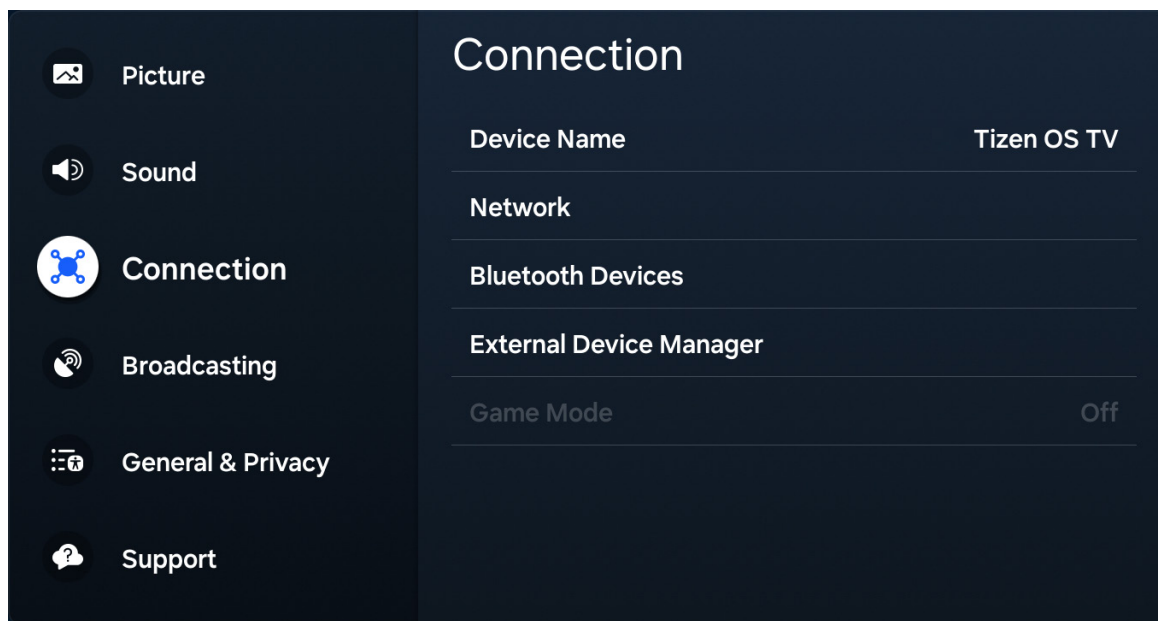 Picture
Sound
Connection
Broadcasting
General & Privacy
Support
Connection
Device Name Tizen OS TV
Network
Bluetooth Devices
External Device Manager
Game Mode Off